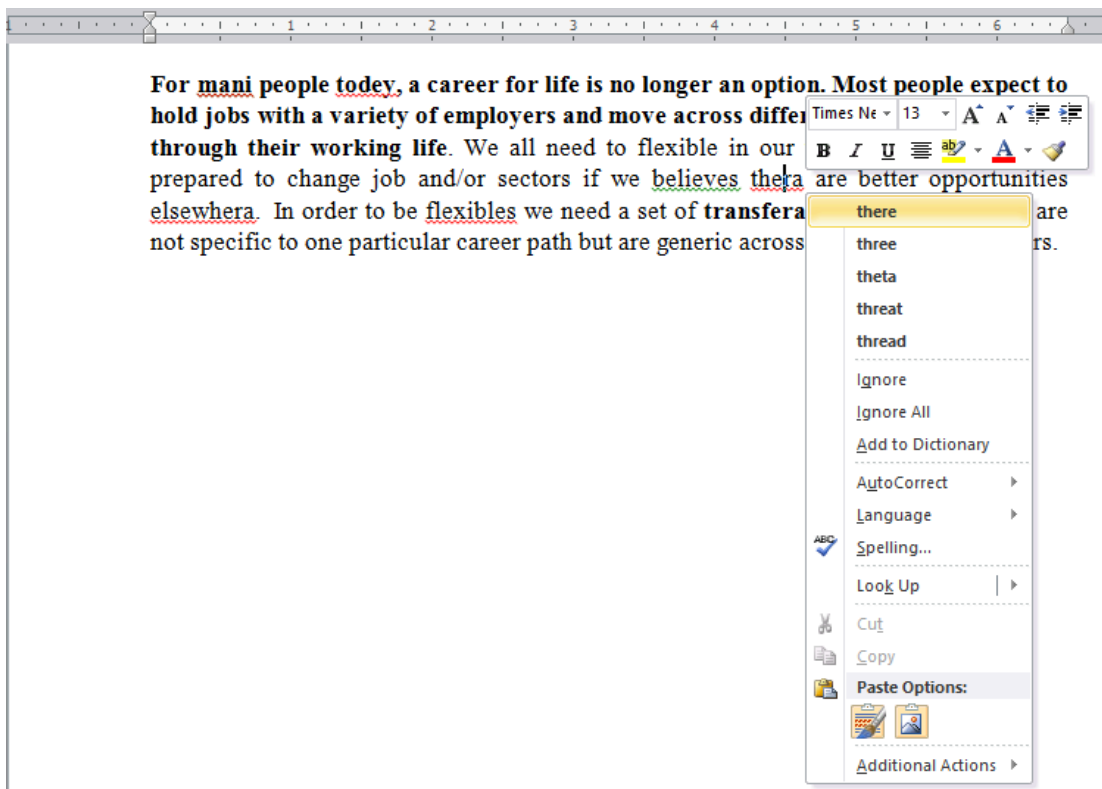 1 1 2 3 4 5 6
For mani people todey, a career for life is no longer an option. Most people expect to
hold jobs with a variety of employers and move across differ
through their working life. We all need to flexible in our
prepared to change job and/or sectors if we believes thera are better opportunities
elsewhera. In order to be flexibles we need a set of transfera are
not specific to one particular career path but are generic across rs.
Times Ne 13 A A
B I U ab A
there
three
theta
threat
thread
Ignore
Ignore All
Add to Dictionary
AutoCorrect
Language
ABC Spelling...
Look Up
Cut
Copy
Paste Options:
Additional Actions